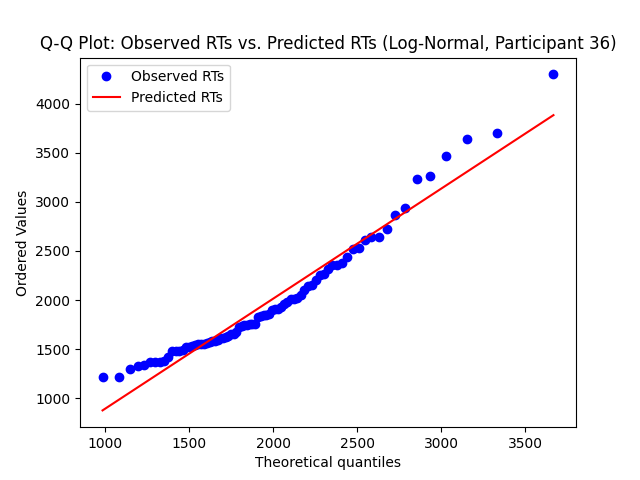 Q-Q Plot: Observed RTs vs. Predicted RTs (Log-Normal, Participant 36)
Observed RTs
Predicted RTs
Ordered Values
4000
3500
3000
2500
2000
1500
1000
1000 1500 2000 2500 3000 3500
Theoretical quantiles